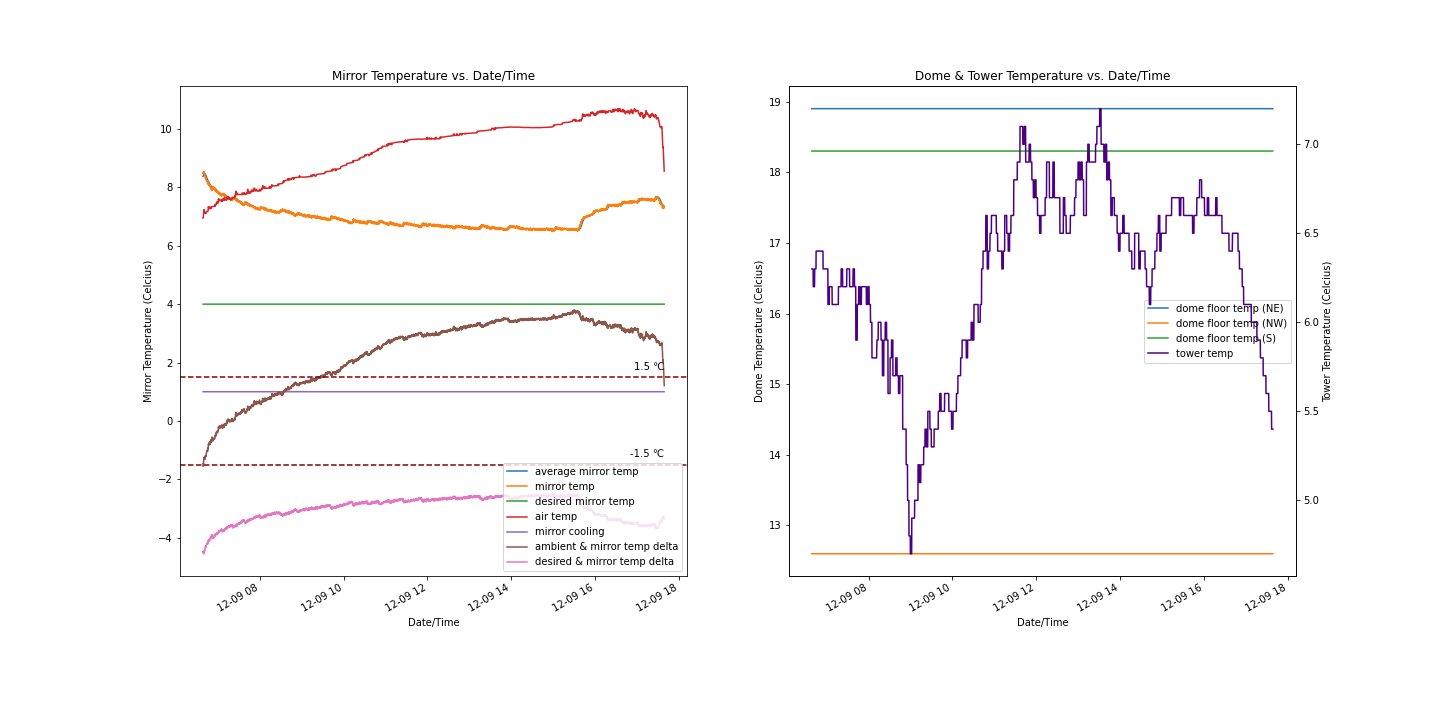 Mirror Temperature vs. Date/Time
Mirror Temperature (Celcius)
10
8
6
4
2
0
−2
−4
1.5 °C
-1.5 °C
average mirror temp
mirror temp
desired mirror temp
air temp
mirror cooling
ambient & mirror temp delta
desired & mirror temp delta
12-09 08
12-09 10
12-09 12
12-09 14
12-09 16
12-09 18
Date/Time
Dome & Tower Temperature vs. Date/Time
Dome Temperature (Celcius)
19
18
17
16
15
14
13
dome floor temp (NE)
dome floor temp (NW)
dome floor temp (S)
tower temp
7.0
6.5
6.0
5.5
5.0
Tower Temperature (Celcius)
12-09 08
12-09 10
12-09 12
12-09 14
12-09 16
12-09 18
Date/Time